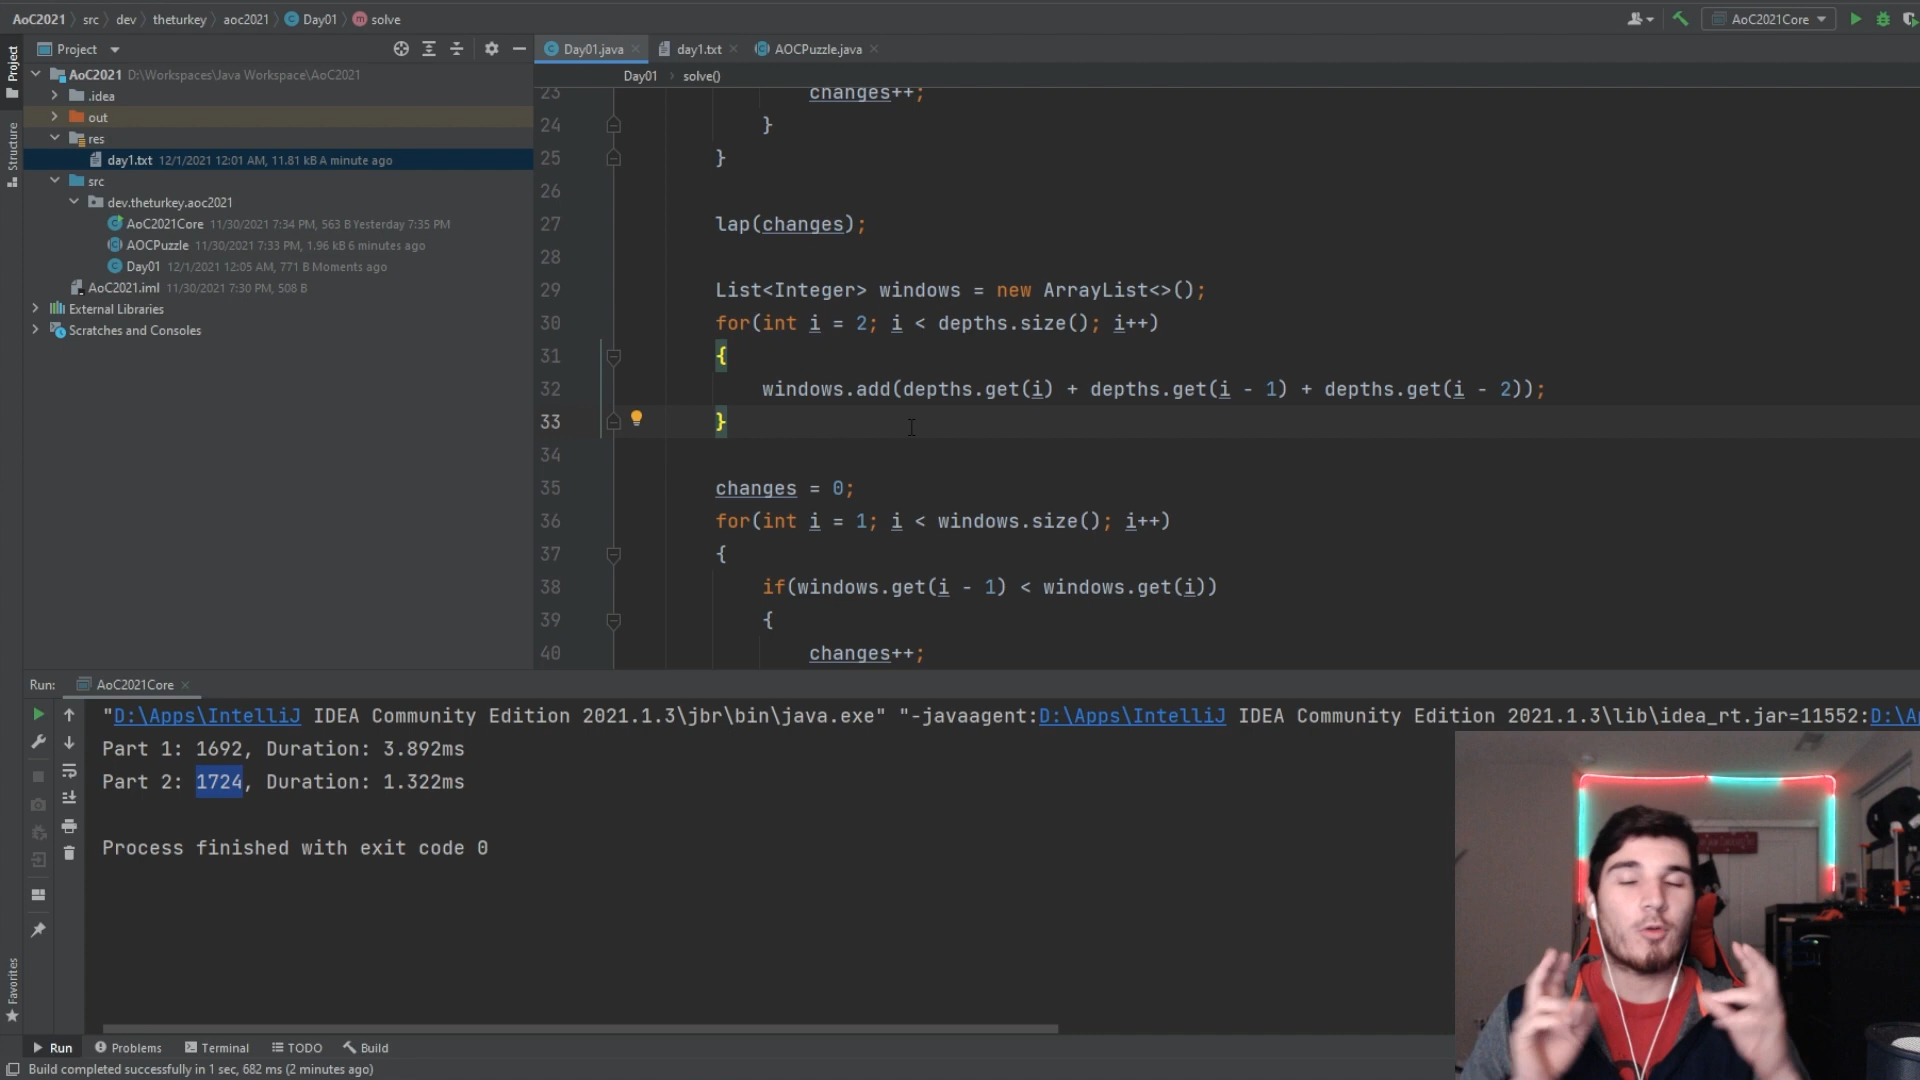 AoC2021 src dev theturkey aoc2021 Day01 solve
AoC2021Core
Project
Project
Structure
Favorites
AoC2021 D:\Workspaces\Java Workspace\AoC2021
.idea
out
res
day1.txt 12/1/2021 12:01 AM, 11.81 kB A minute ago
src
dev.theturkey.aoc2021
AoC2021Core 11/30/2021 7:34 PM, 563 B Yesterday 7:35 PM
AOCPuzzle 11/30/2021 7:33 PM, 1.96 kB 6 minutes ago
Day01 12/1/2021 12:05 AM, 771 B Moments ago
AoC2021.iml 11/30/2021 7:30 PM, 508 B
External Libraries
Scratches and Consoles
Day01.java day1.txt AOCPuzzle.java
Day01 solve()
23 changes++;
24 }
25 }
26
27 lap(changes);
28
29 List<Integer> windows = new ArrayList<>();
30 for(int i = 2; i < depths.size(); i++)
31 {
32 windows.add(depths.get(i) + depths.get(i - 1) + depths.get(i - 2));
33 }
34
35 changes = 0;
36 for(int i = 1; i < windows.size(); i++)
37 {
38 if(windows.get(i - 1) < windows.get(i))
39 {
40 changes++;
Run: AoC2021Core
"D:\Apps\IntelliJ IDEA Community Edition 2021.1.3\jbr\bin\java.exe" "-javaagent:D:\Apps\IntelliJ IDEA Community Edition 2021.1.3\lib\idea_rt.jar=11552:D:\A
Part 1: 1692, Duration: 3.892ms
Part 2: 1724, Duration: 1.322ms
Process finished with exit code 0
Run Problems Terminal TODO Build
Build completed successfully in 1 sec, 682 ms (2 minutes ago)